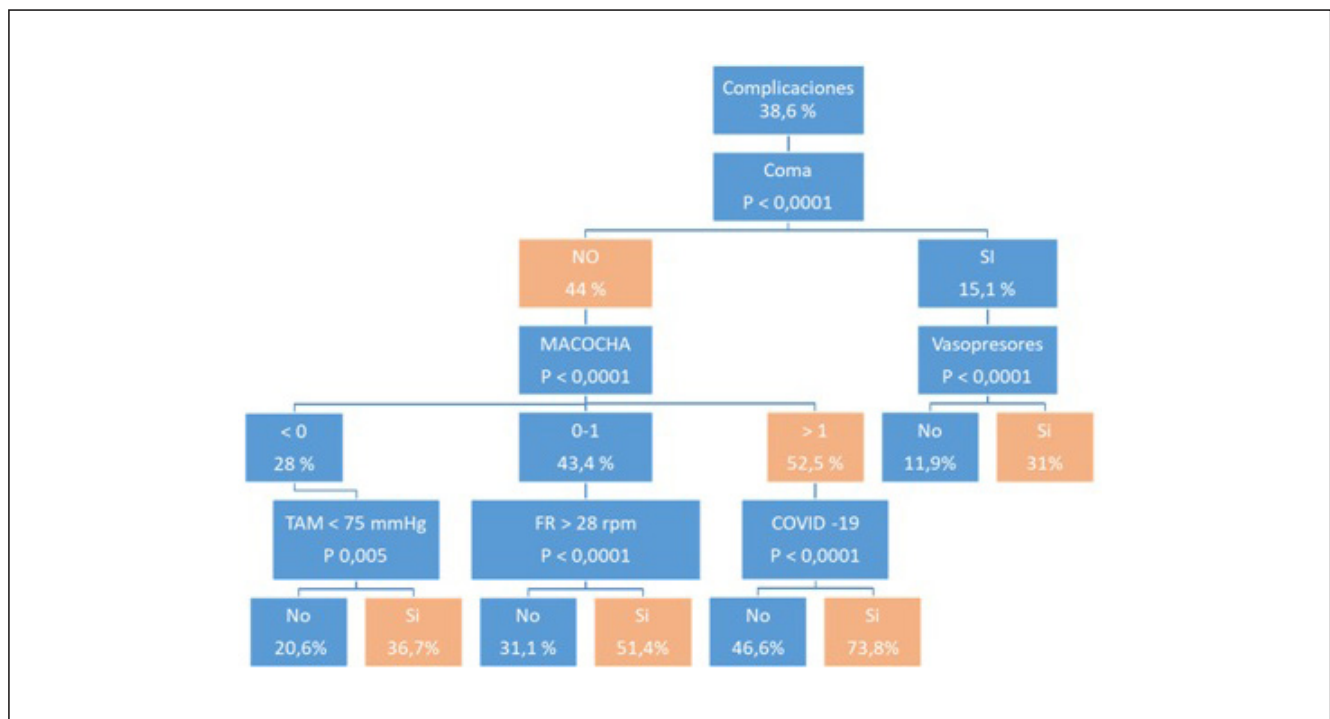 Complicaciones
38,6 %
Coma
P < 0,0001
NO
44 %
SI
15,1 %
MACOCHA
P < 0,0001
Vasopresores
P < 0,0001
< 0
28 %
0-1
43,4 %
> 1
52,5 %
No
11,9%
Si
31%
TAM < 75 mmHg
P 0,005
FR > 28 rpm
P < 0,0001
COVID -19
P < 0,0001
No
20,6%
Si
36,7%
No
31,1 %
Si
51,4%
No
46,6%
Si
73,8%